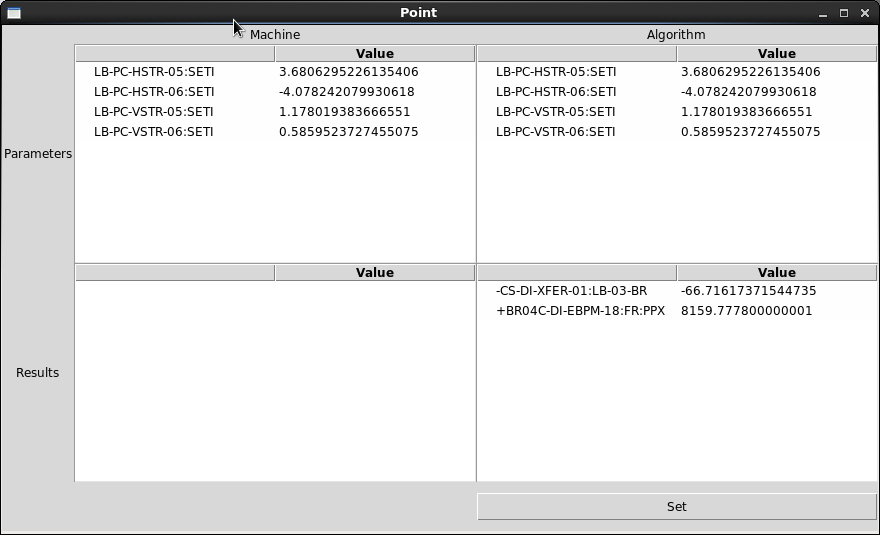 Point
Machine Algorithm
Value Value
LB-PC-HSTR-05:SETI 3.6806295226135406 LB-PC-HSTR-05:SETI 3.6806295226135406
LB-PC-HSTR-06:SETI -4.078242079930618 LB-PC-HSTR-06:SETI -4.078242079930618
LB-PC-VSTR-05:SETI 1.178019383666551 LB-PC-VSTR-05:SETI 1.178019383666551
LB-PC-VSTR-06:SETI 0.5859523727455075 LB-PC-VSTR-06:SETI 0.5859523727455075
Parameters
Value Value
-CS-DI-XFER-01:LB-03-BR -66.71617371544735
+BR04C-DI-EBPM-18:FR:PPX 8159.777800000001
Results
Set